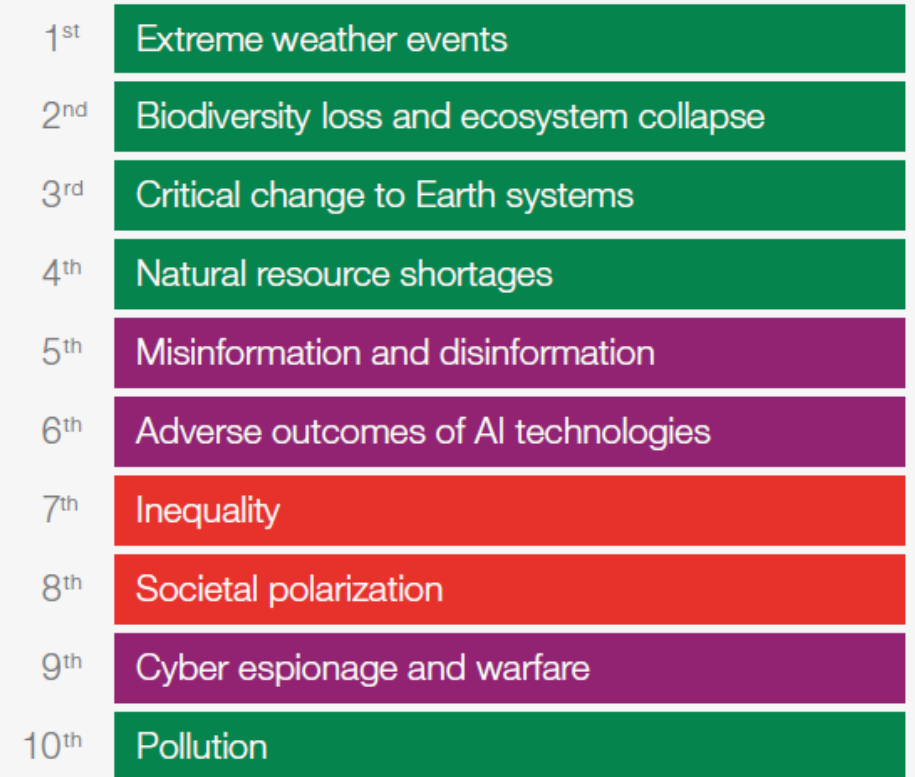 1st Extreme weather events
2nd Biodiversity loss and ecosystem collapse
3rd Critical change to Earth systems
4th Natural resource shortages
5th Misinformation and disinformation
6th Adverse outcomes of AI technologies
7th Inequality
8th Societal polarization
9th Cyber espionage and warfare
10th Pollution